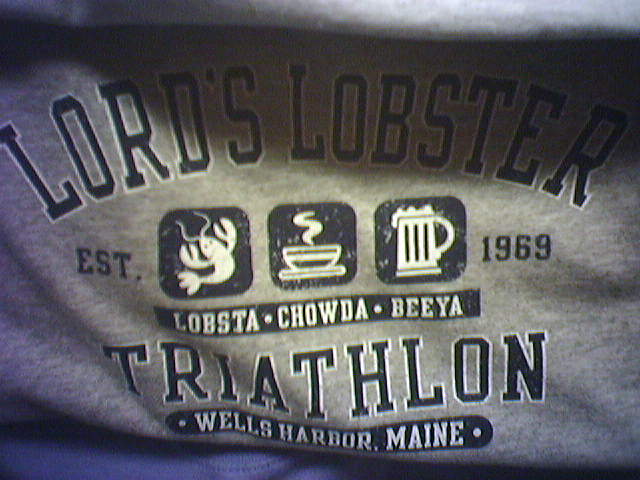 LORD'S LOBSTER
EST. 1969
LOBSTA • CHOWDA • BEEYA
TRIATHLON
• WELLS HARBOR, MAINE •